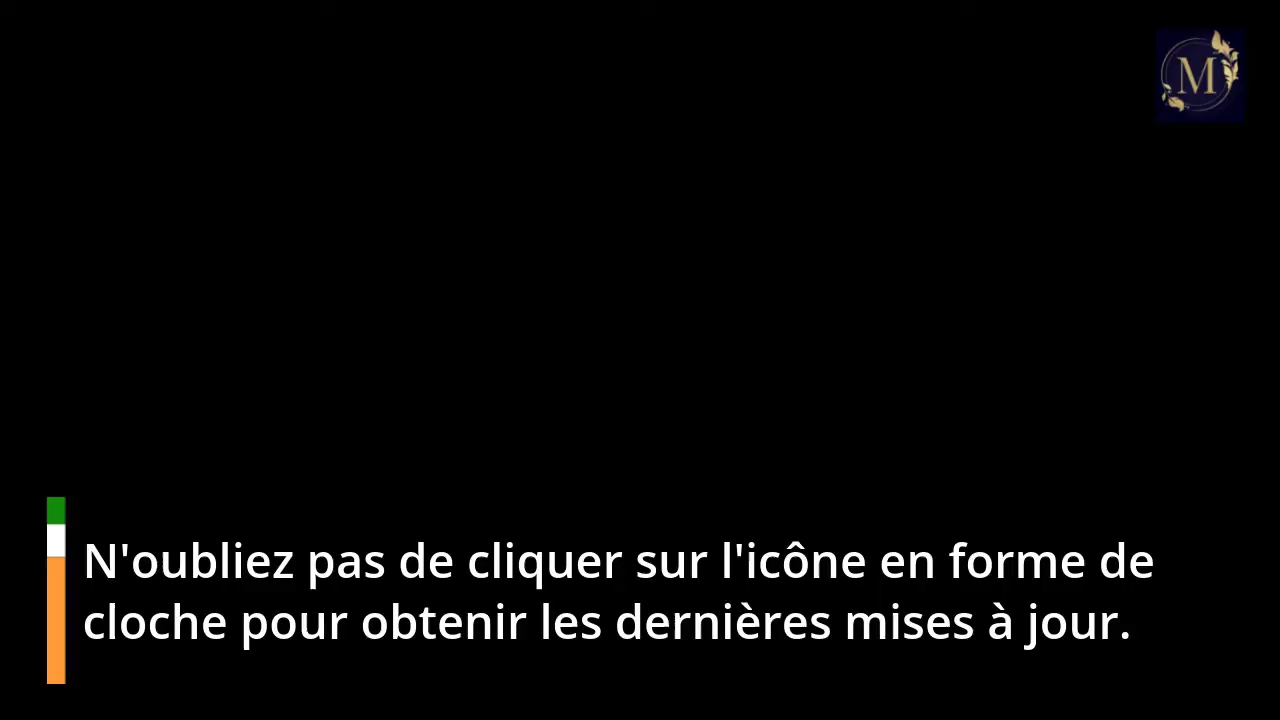 M
N'oubliez pas de cliquer sur l'icône en forme de
cloche pour obtenir les dernières mises à jour.